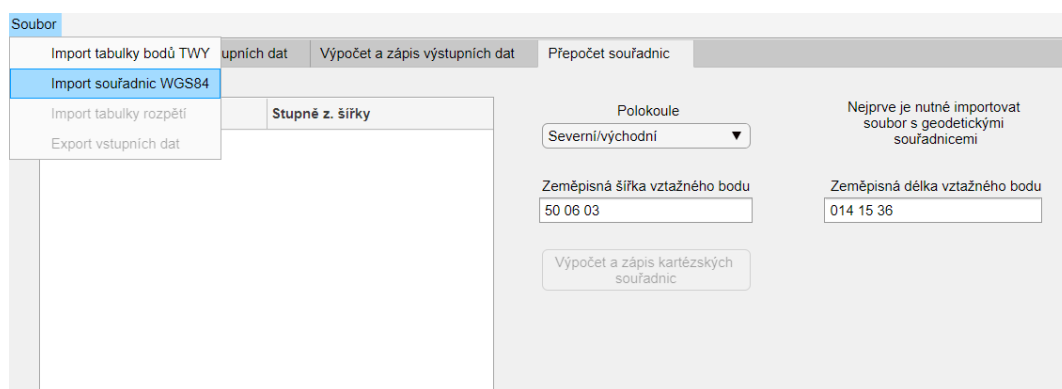 Soubor
Import tabulky bodů TWY
upních dat
Výpočet a zápis výstupních dat
Přepočet souřadnic
Import souřadnic WGS84
Import tabulky rozpětí
Export vstupních dat
Stupně z. šířky
Polokoule
Severní/východní
Nejprve je nutné importovat
soubor s geodetickými
souřadnicemi
Zeměpisná šířka vztažného bodu
50 06 03
Zeměpisná délka vztažného bodu
014 15 36
Výpočet a zápis kartézských
souřadnic